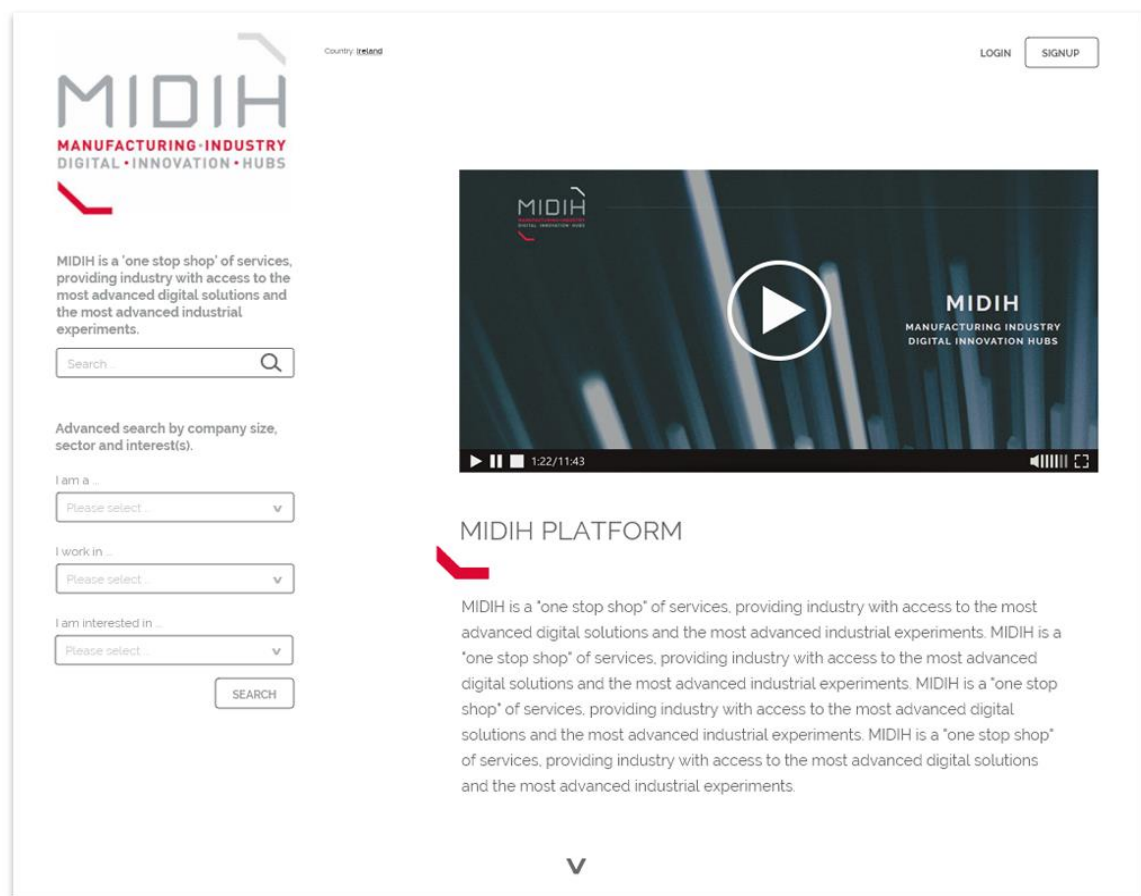 Country: Ireland
LOGIN
SIGNUP
MIDIH
MANUFACTURING·INDUSTRY
DIGITAL•INNOVATION•HUBS
MIDIH is a 'one stop shop' of services,
providing industry with access to the
most advanced digital solutions and
the most advanced industrial
experiments.
Search...
Advanced search by company size,
sector and interest(s).
I am a ...
Please select ...
I work in ...
Please select ...
I am interested in ...
Please select ...
SEARCH
MIDIH
MANUFACTURING·INDUSTRY
DIGITAL·INNOVATION·HUBS
MIDIH
MANUFACTURING INDUSTRY
DIGITAL INNOVATION HUBS
1:22/11:43
MIDIH PLATFORM
MIDIH is a "one stop shop" of services, providing industry with access to the most
advanced digital solutions and the most advanced industrial experiments. MIDIH is a
"one stop shop" of services, providing industry with access to the most advanced
digital solutions and the most advanced industrial experiments. MIDIH is a "one stop
shop" of services, providing industry with access to the most advanced digital
solutions and the most advanced industrial experiments. MIDIH is a "one stop shop"
of services, providing industry with access to the most advanced digital solutions
and the most advanced industrial experiments.